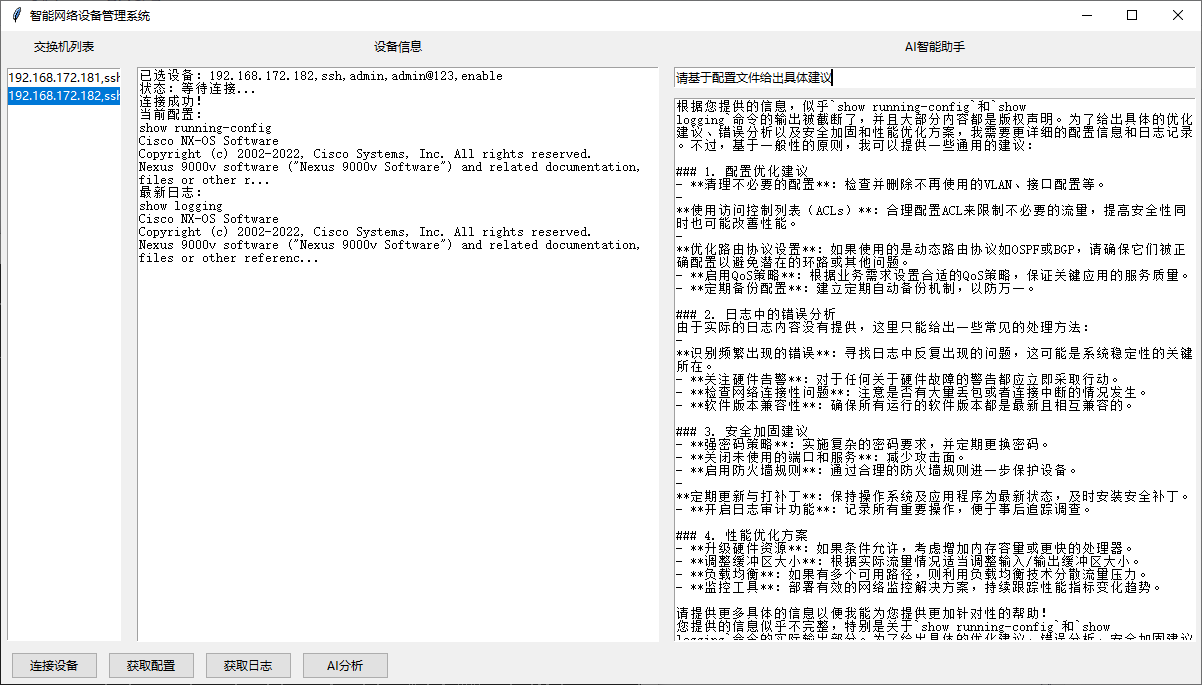 智能网络设备管理系统
交换机列表
192.168.172.181,ssh
192.168.172.182,ssh
设备信息
已选设备: 192.168.172.182,ssh,admin,admin@123,enable
状态: 等待连接...
连接成功!
当前配置:
show running-config
Cisco NX-OS Software
Copyright (c) 2002-2022, Cisco Systems, Inc. All rights reserved.
Nexus 9000v software ("Nexus 9000v Software") and related documentation,
files or other r...
最新日志:
show logging
Cisco NX-OS Software
Copyright (c) 2002-2022, Cisco Systems, Inc. All rights reserved.
Nexus 9000v software ("Nexus 9000v Software") and related documentation,
files or other referenc...
AI智能助手
请基于配置文件给出具体建议
根据您提供的信息，似乎`show running-config`和`show
logging`命令的输出被截断了，并且大部分内容都是版权声明。为了给出具体的优化
建议、错误分析以及安全加固和性能优化方案，我需要更详细的配置信息和日志记录
。不过，基于一般性的原则，我可以提供一些通用的建议：
### 1. 配置优化建议
- **清理不必要的配置**: 检查并删除不再使用的VLAN、接口配置等。
-
**使用访问控制列表（ACLs）**: 合理配置ACL来限制不必要的流量，提高安全性同
时也可能改善性能。
-
**优化路由协议设置**: 如果使用的是动态路由协议如OSPF或BGP，请确保它们被正
确配置以避免潜在的环路或其他问题。
- **启用QoS策略**: 根据业务需求设置合适的QoS策略，保证关键应用的服务质量。
- **定期备份配置**: 建立定期自动备份机制，以防万一。
### 2. 日志中的错误分析
由于实际的日志内容没有提供，这里只能给出一些常见的处理方法：
-
**识别频繁出现的错误**: 寻找日志中反复出现的问题，这可能是系统稳定性的关键
所在。
- **关注硬件告警**: 对于任何关于硬件故障的警告都应立即采取行动。
- **检查网络连接性问题**: 注意是否有大量丢包或者连接中断的情况发生。
- **软件版本兼容性**: 确保所有运行的软件版本都是最新且相互兼容的。
### 3. 安全加固建议
- **强密码策略**: 实施复杂的密码要求，并定期更换密码。
- **关闭未使用的端口和服务**: 减少攻击面。
- **启用防火墙规则**: 通过合理的防火墙规则进一步保护设备。
-
**定期更新与打补丁**: 保持操作系统及应用程序为最新状态，及时安装安全补丁。
- **开启日志审计功能**: 记录所有重要操作，便于事后追踪调查。
### 4. 性能优化方案
- **升级硬件资源**: 如果条件允许，考虑增加内存容量或更快的处理器。
- **调整缓冲区大小**: 根据实际流量情况适当调整输入/输出缓冲区大小。
- **负载均衡**: 如果有多个可用路径，则利用负载均衡技术分散流量压力。
- **监控工具**: 部署有效的网络监控解决方案，持续跟踪性能指标变化趋势。
请提供更多具体的信息以便我能为您提供更加针对性的帮助！
您提供的信息似乎不完整，特别是关于`show running-config`和`show
logging`命令的实际输出部分。为了给出具体的优化建议、错误分析、安全加固建议
连接设备
获取配置
获取日志
AI分析